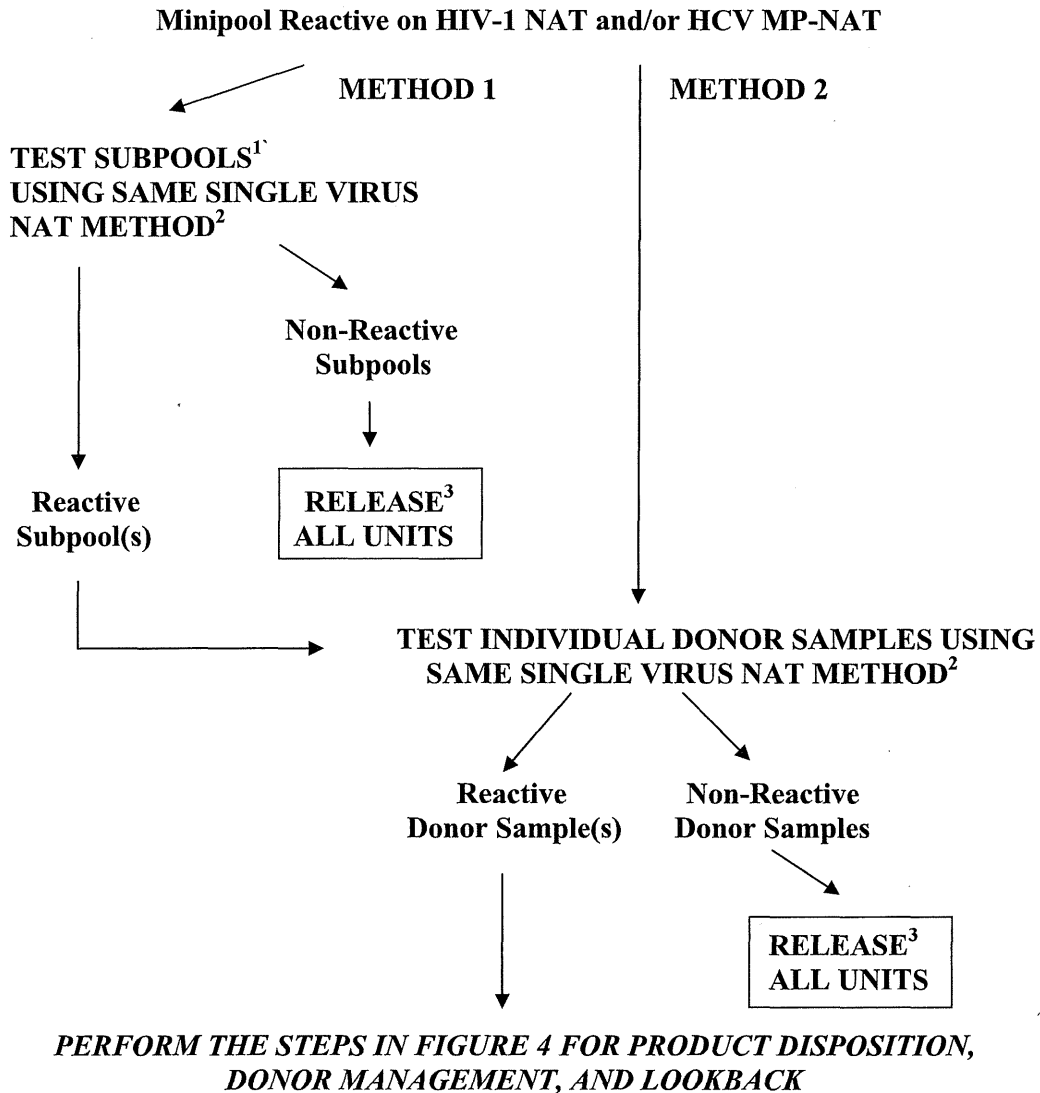 Minipool Reactive on HIV-1 NAT and/or HCV MP-NAT
METHOD 1
METHOD 2
TEST SUBPOOLS¹`
USING SAME SINGLE VIRUS
NAT METHOD²
Non-Reactive
Subpools
Reactive
Subpool(s)
RELEASE³
ALL UNITS
TEST INDIVIDUAL DONOR SAMPLES USING
SAME SINGLE VIRUS NAT METHOD²
Reactive
Donor Sample(s)
Non-Reactive
Donor Samples
RELEASE³
ALL UNITS
PERFORM THE STEPS IN FIGURE 4 FOR PRODUCT DISPOSITION,
DONOR MANAGEMENT, AND LOOKBACK